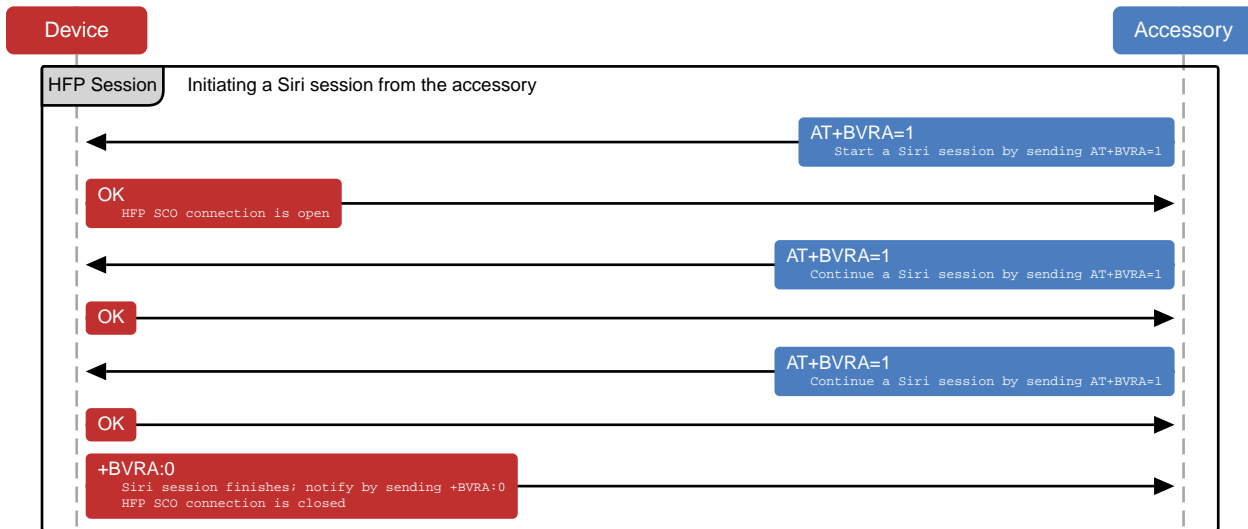 Device
Accessory
HFP Session
Initiating a Siri session from the accessory
AT+BVRA=1
Start a Siri session by sending AT+BVRA=1
OK
HFP SCO connection is open
AT+BVRA=1
Continue a Siri session by sending AT+BVRA=1
OK
AT+BVRA=1
Continue a Siri session by sending AT+BVRA=1
OK
+BVRA:0
Siri session finishes; notify by sending +BVRA:0
HFP SCO connection is closed